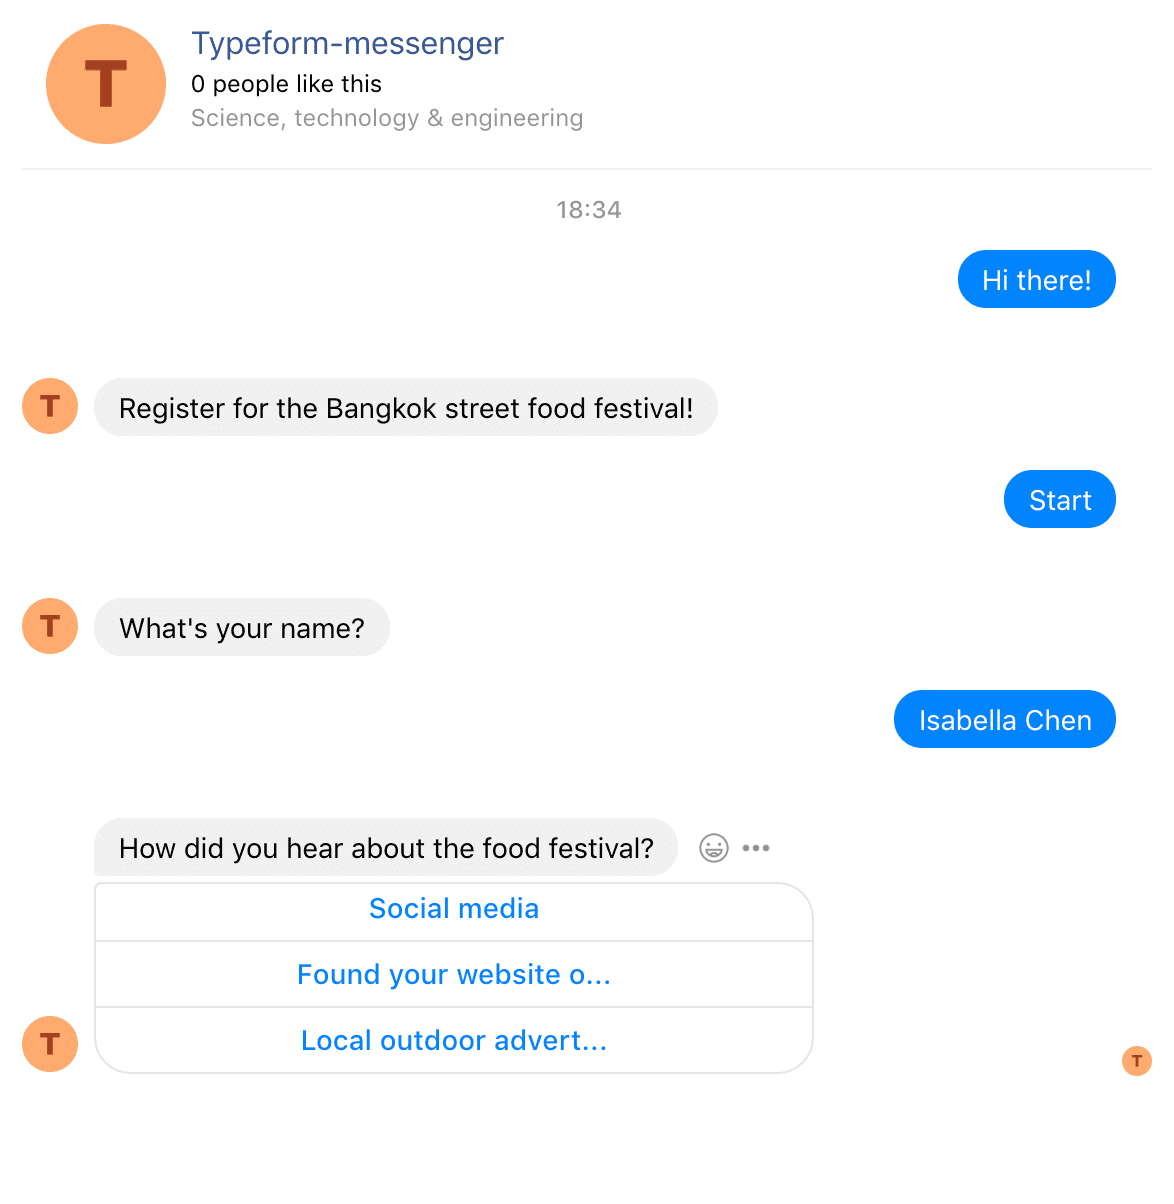 T
Typeform-messenger
0 people like this
Science, technology & engineering
18:34
Hi there!
T
Register for the Bangkok street food festival!
Start
T
What's your name?
Isabella Chen
How did you hear about the food festival?
Social media
Found your website o...
Local outdoor advert...
T
T